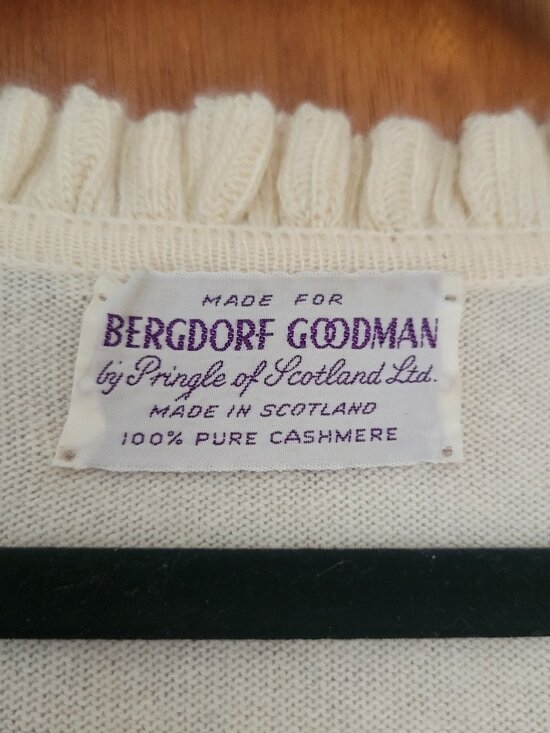 MADE FOR
BERGDORF GOODMAN
by Pringle of Scotland Ltd.
MADE IN SCOTLAND
100% PURE CASHMERE